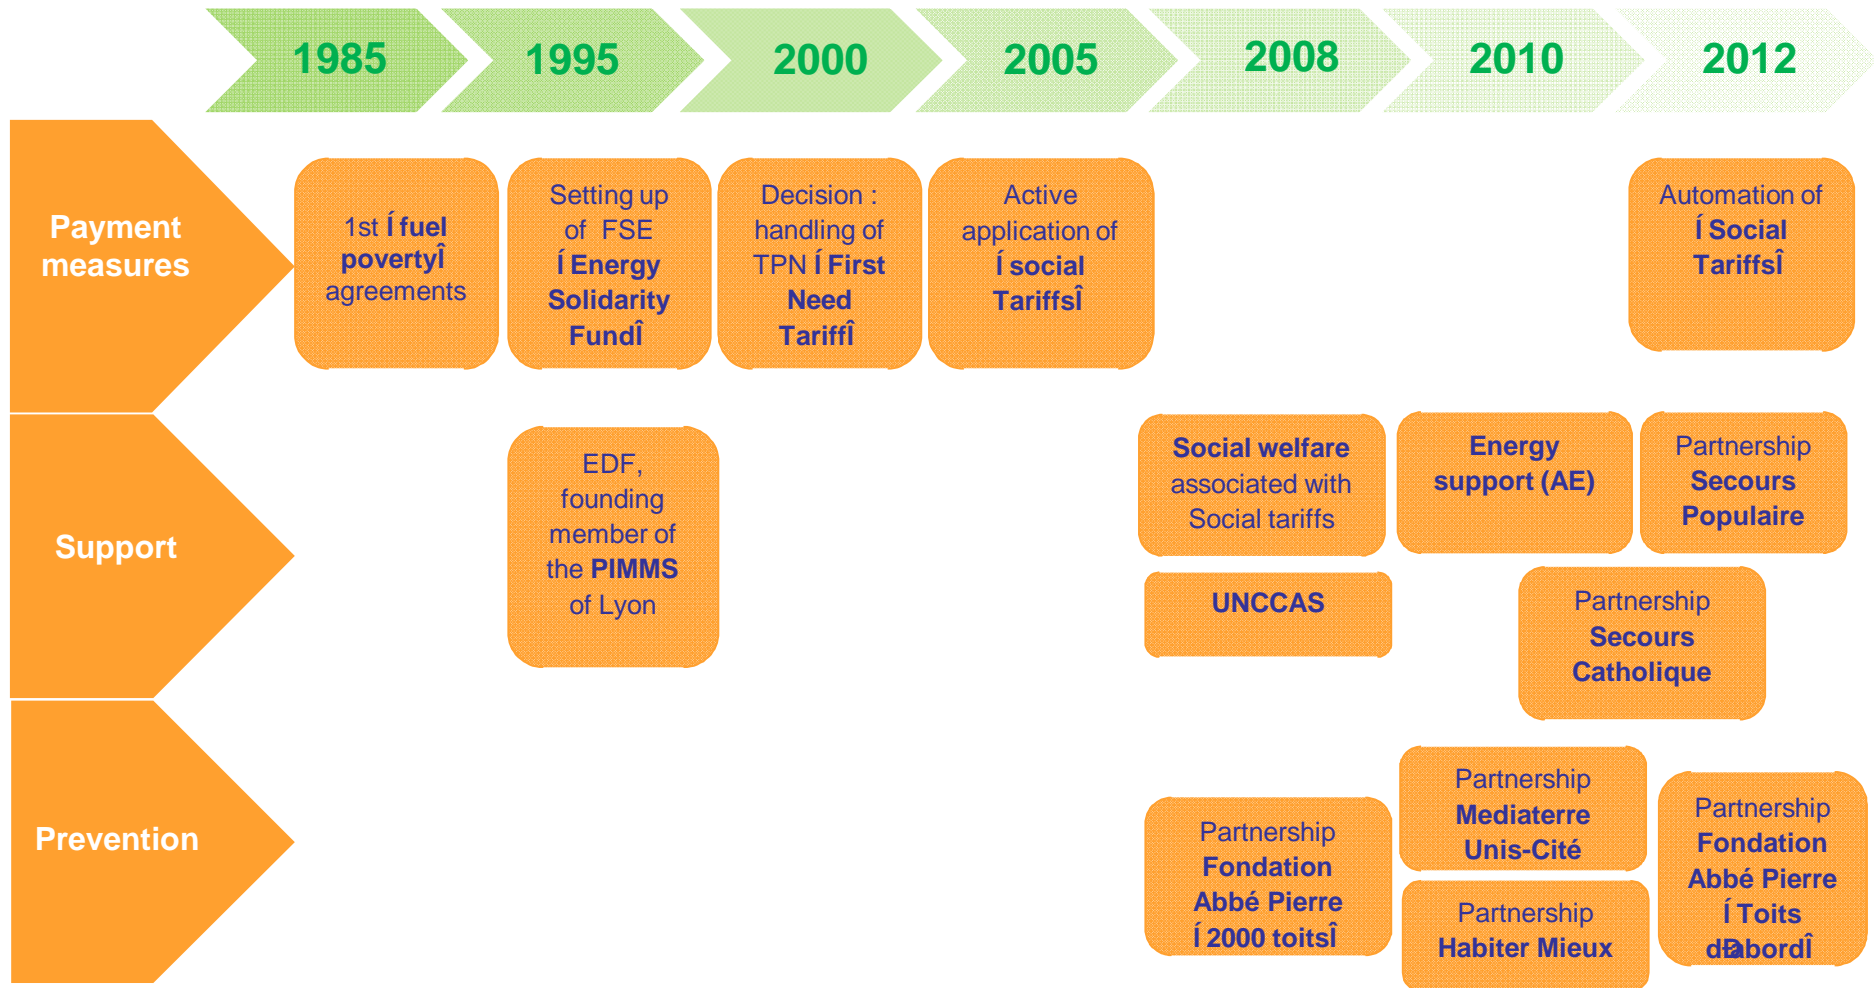 1985
1995
2000
2005
2008
2010
2012
Payment
measures
1st Í fuel
povertyÎ
agreements
Setting up
of FSE
Í Energy
Solidarity
FundÎ
Decision :
handling of
TPN Í First
Need
TariffÎ
Active
application of
Í social
TariffsÎ
Automation of
Í Social
TariffsÎ
Support
EDF,
founding
member of
the PIMMS
of Lyon
Social welfare
associated with
Social tariffs
UNCCAS
Energy
support (AE)
Partnership
Secours
Populaire
Partnership
Secours
Catholique
Prevention
Partnership
Fondation
Abbé Pierre
Í 2000 toitsÎ
Partnership
Mediaterre
Unis-Cité
Partnership
Habiter Mieux
Partnership
Fondation
Abbé Pierre
Í Toits
dÐabordÎ